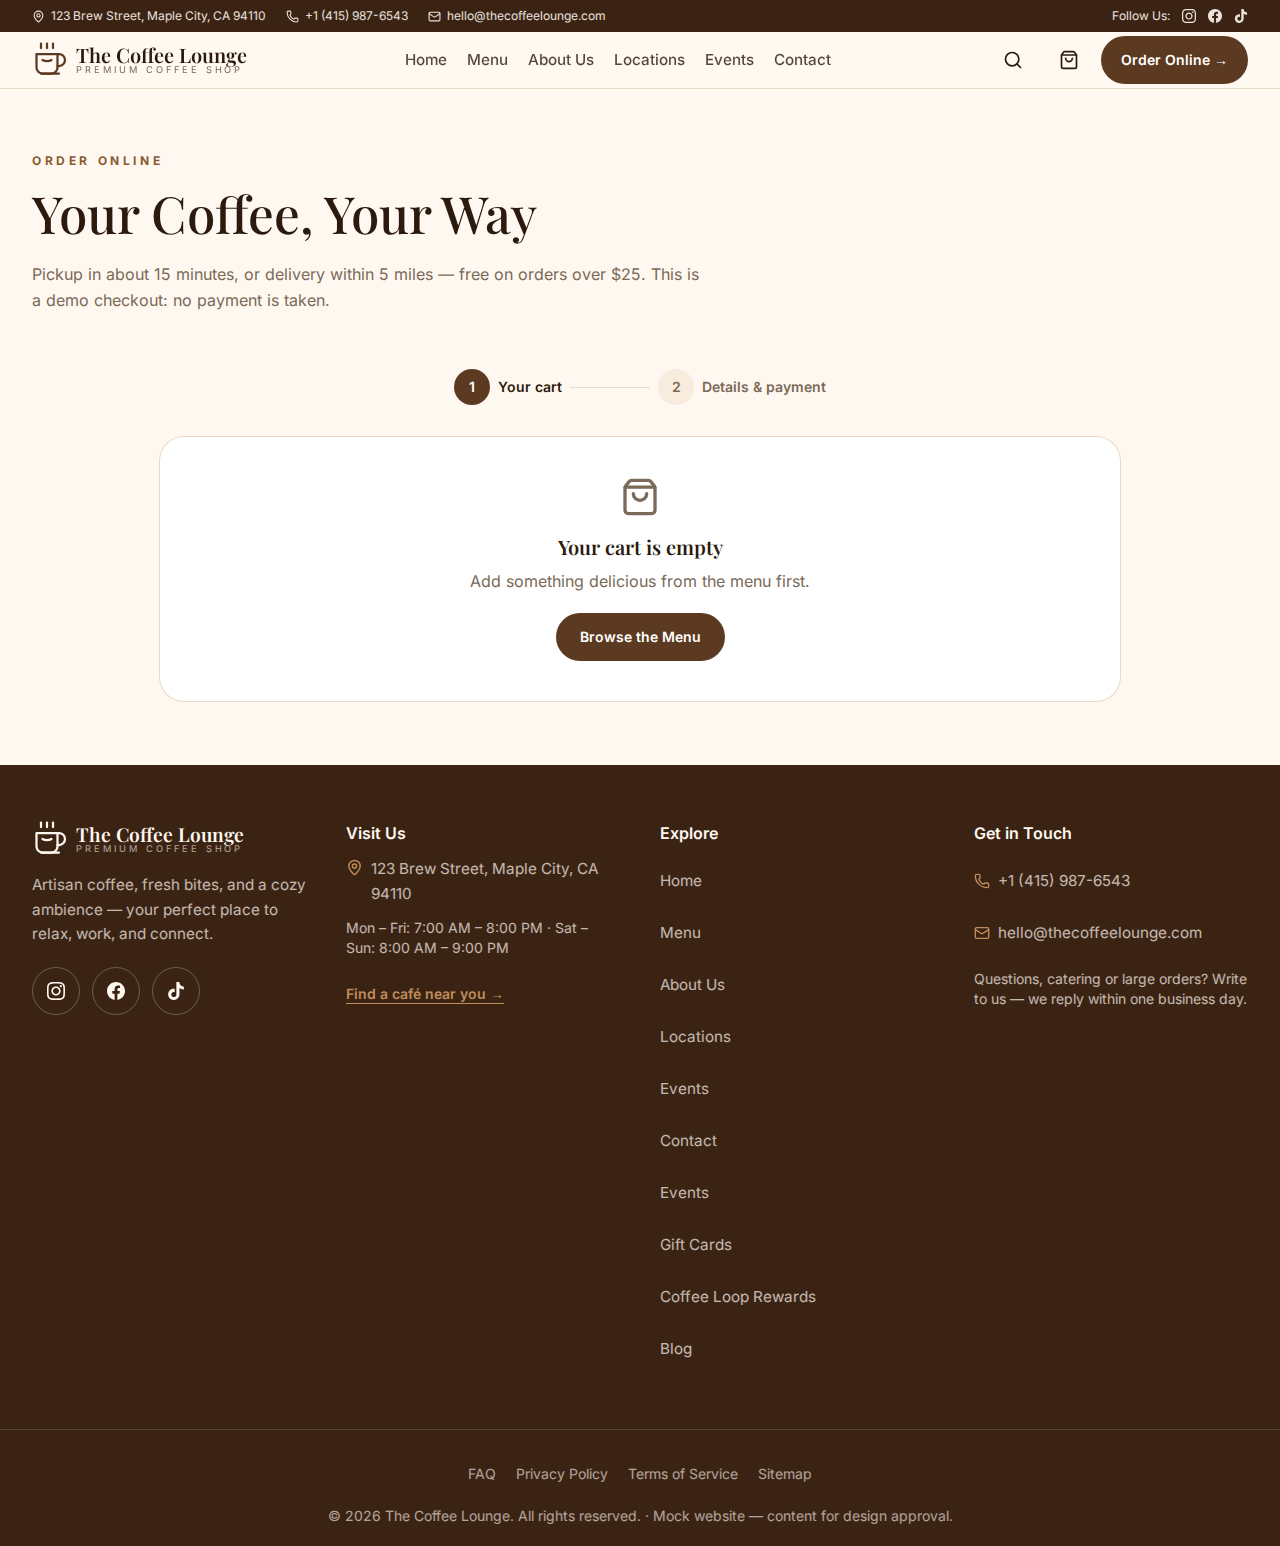 123 Brew Street, Maple City, CA 94110 +1 (415) 987-6543 hello@thecoffeelounge.com Follow Us:
The Coffee Lounge
PREMIUM COFFEE SHOP
Home Menu About Us Locations Events Contact
Order Online →
ORDER ONLINE
Your Coffee, Your Way
Pickup in about 15 minutes, or delivery within 5 miles — free on orders over $25. This is
a demo checkout: no payment is taken.
1 Your cart 2 Details & payment
Your cart is empty
Add something delicious from the menu first.
Browse the Menu
The Coffee Lounge
PREMIUM COFFEE SHOP
Artisan coffee, fresh bites, and a cozy
ambience — your perfect place to
relax, work, and connect.
Visit Us
123 Brew Street, Maple City, CA
94110
Mon – Fri: 7:00 AM – 8:00 PM · Sat –
Sun: 8:00 AM – 9:00 PM
Find a café near you →
Explore
Home
Menu
About Us
Locations
Events
Contact
Events
Gift Cards
Coffee Loop Rewards
Blog
Get in Touch
+1 (415) 987-6543
hello@thecoffeelounge.com
Questions, catering or large orders? Write
to us — we reply within one business day.
FAQ Privacy Policy Terms of Service Sitemap
© 2026 The Coffee Lounge. All rights reserved. · Mock website — content for design approval.